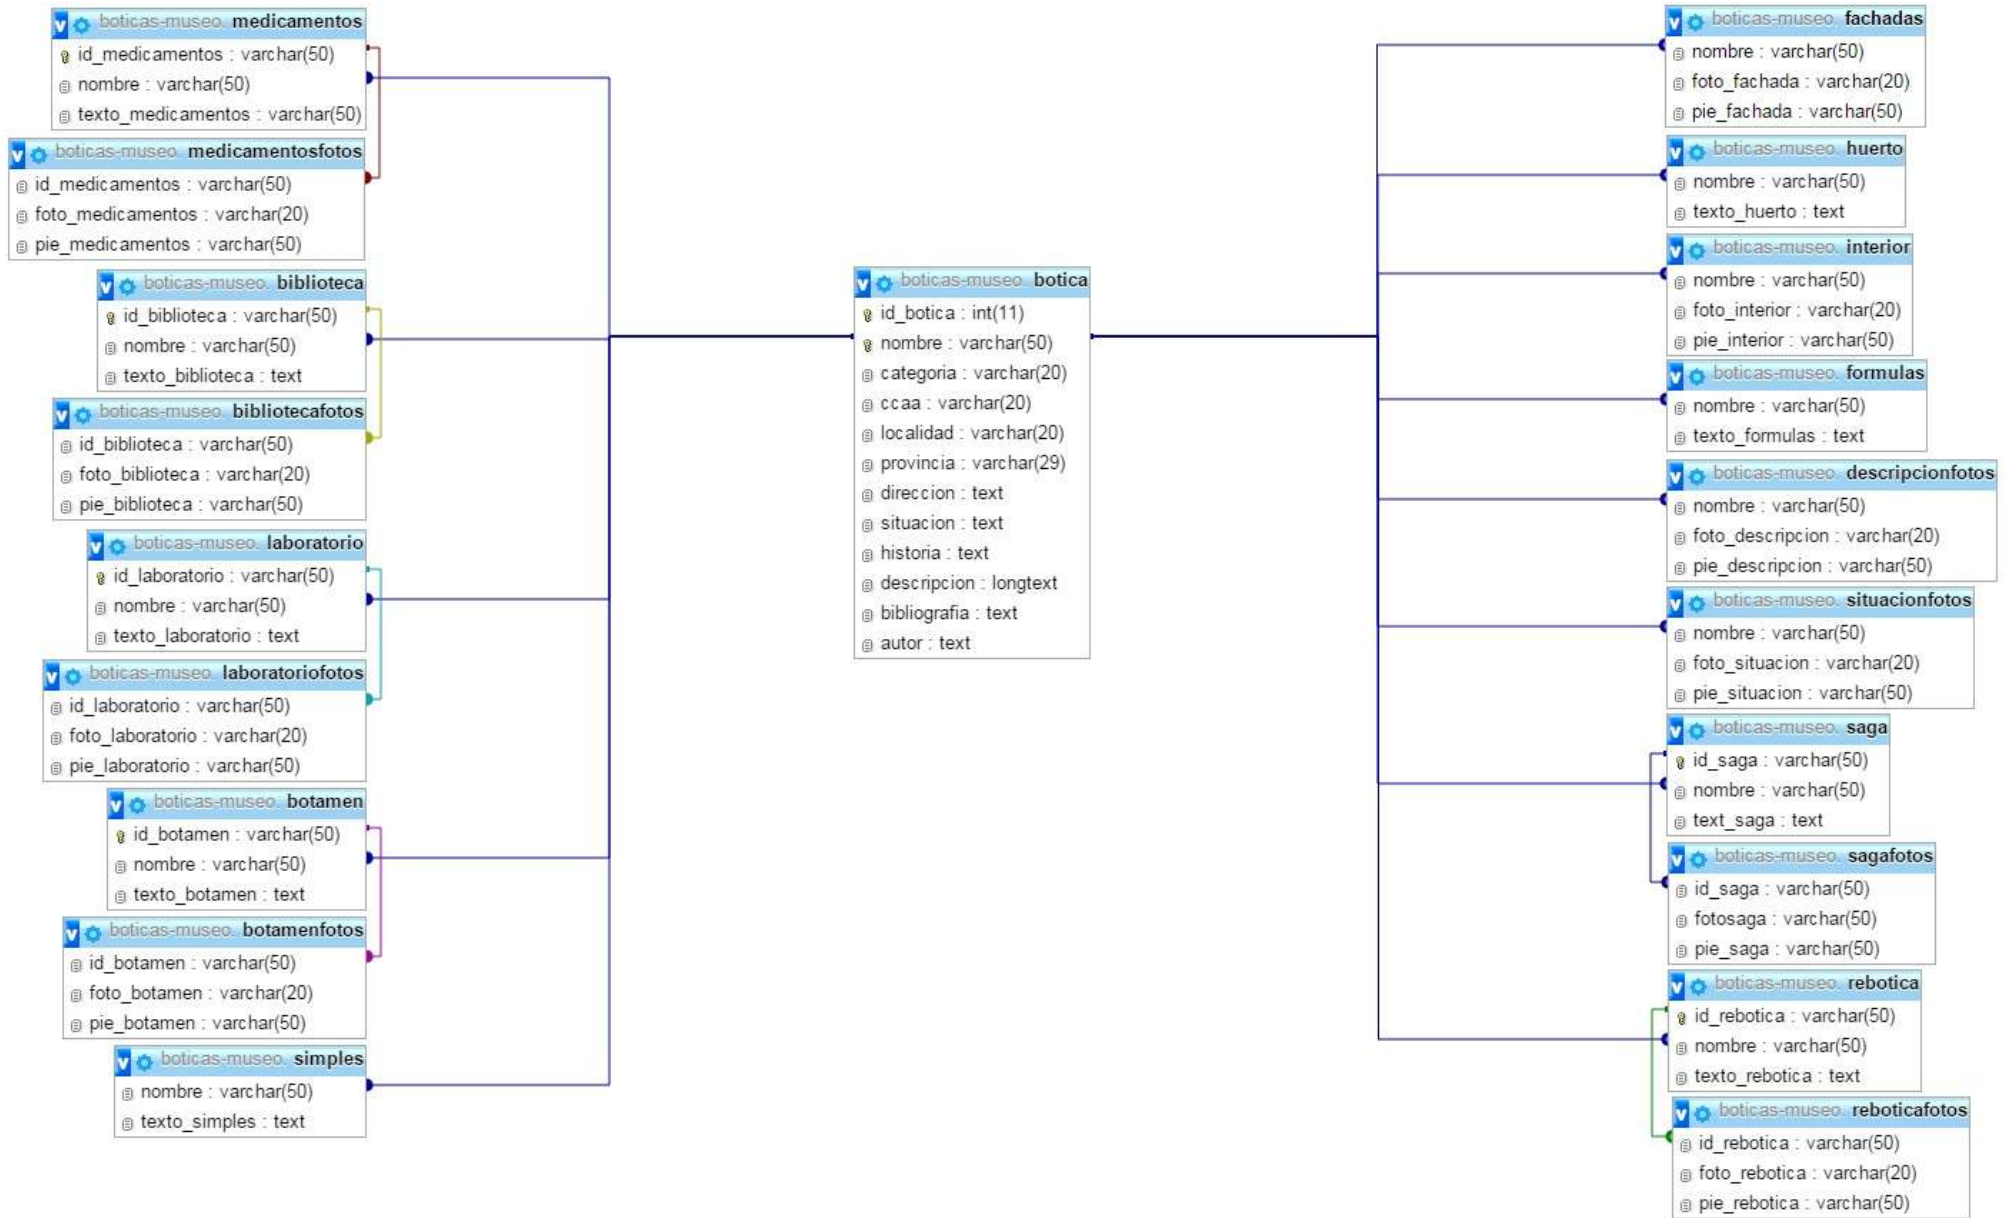 boticas-museo. medicamentos
id_medicamentos : varchar(50)
nombre : varchar(50)
texto_medicamentos : varchar(50)
boticas-museo. medicamentosfotos
id_medicamentos : varchar(50)
foto_medicamentos : varchar(20)
pie_medicamentos : varchar(50)
boticas-museo. biblioteca
id_biblioteca : varchar(50)
nombre : varchar(50)
texto_biblioteca : text
boticas-museo. bibliotecafotos
id_biblioteca : varchar(50)
foto_biblioteca : varchar(20)
pie_biblioteca : varchar(50)
boticas-museo. laboratorio
id_laboratorio : varchar(50)
nombre : varchar(50)
texto_laboratorio : text
boticas-museo. laboratoriofotos
id_laboratorio : varchar(50)
foto_laboratorio : varchar(20)
pie_laboratorio : varchar(50)
boticas-museo. botamen
id_botamen : varchar(50)
nombre : varchar(50)
texto_botamen : text
boticas-museo. botamenfotos
id_botamen : varchar(50)
foto_botamen : varchar(20)
pie_botamen : varchar(50)
boticas-museo. simples
nombre : varchar(50)
texto_simples : text
boticas-museo. botica
id_botica : int(11)
nombre : varchar(50)
categoria : varchar(20)
ccaa : varchar(20)
localidad : varchar(20)
provincia : varchar(29)
direccion : text
situacion : text
historia : text
descripcion : longtext
bibliografia : text
autor : text
boticas-museo. fachadas
nombre : varchar(50)
foto_fachada : varchar(20)
pie_fachada : varchar(50)
boticas-museo. huerto
nombre : varchar(50)
texto_huerto : text
boticas-museo. interior
nombre : varchar(50)
foto_interior : varchar(20)
pie_interior : varchar(50)
boticas-museo. formulas
nombre : varchar(50)
texto_formulas : text
boticas-museo. descripcionfotos
nombre : varchar(50)
foto_descripcion : varchar(20)
pie_descripcion : varchar(50)
boticas-museo. situacionfotos
nombre : varchar(50)
foto_situacion : varchar(20)
pie_situacion : varchar(50)
boticas-museo. saga
id_saga : varchar(50)
nombre : varchar(50)
text_saga : text
boticas-museo. sagafotos
id_saga : varchar(50)
fotosaga : varchar(50)
pie_saga : varchar(50)
boticas-museo. rebotica
id_rebotica : varchar(50)
nombre : varchar(50)
texto_rebotica : text
boticas-museo. reboticafotos
id_rebotica : varchar(50)
foto_rebotica : varchar(20)
pie_rebotica : varchar(50)